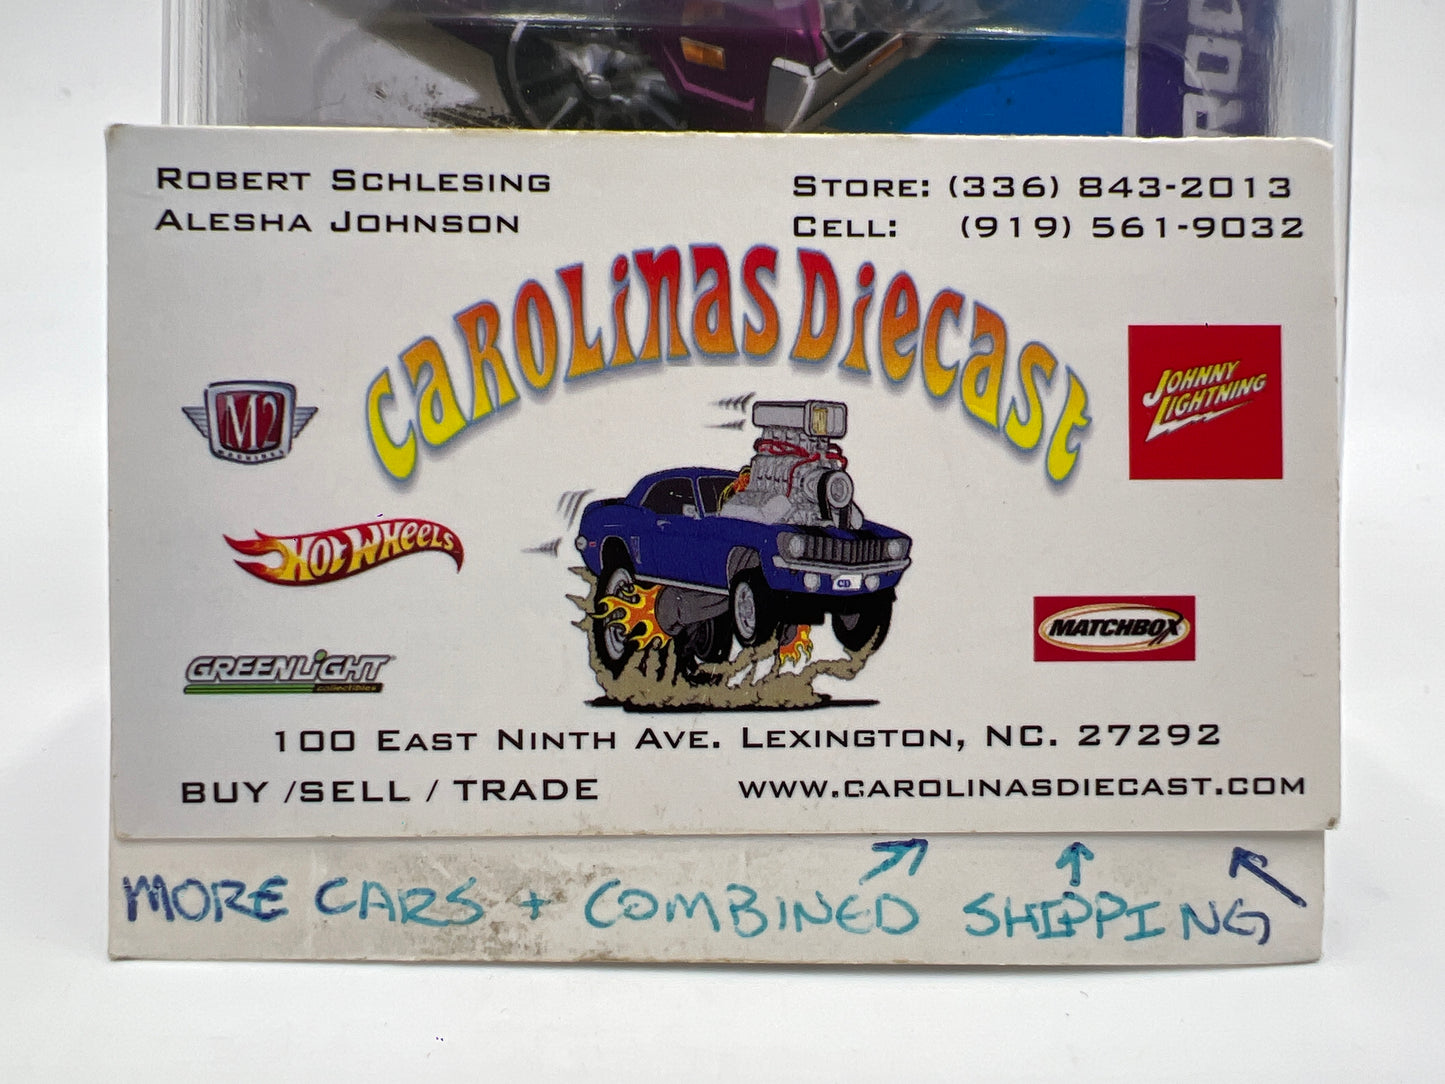 ROBERT SCHLESING
ALESHA JOHNSON
STORE: (336) 843-2013
CELL: (919) 561-9032
CAROLINAS DIECAST
M2
MACHINES
JOHNNY
LIGHTNING
HOT WHEELS
MATCHBOX
GREENLIGHT
collectibles
100 EAST NINTH AVE. LEXINGTON, NC. 27292
BUY /SELL / TRADE
WWW.CAROLINASDIECAST.COM
MORE CARS + COMBINED SHIPPING